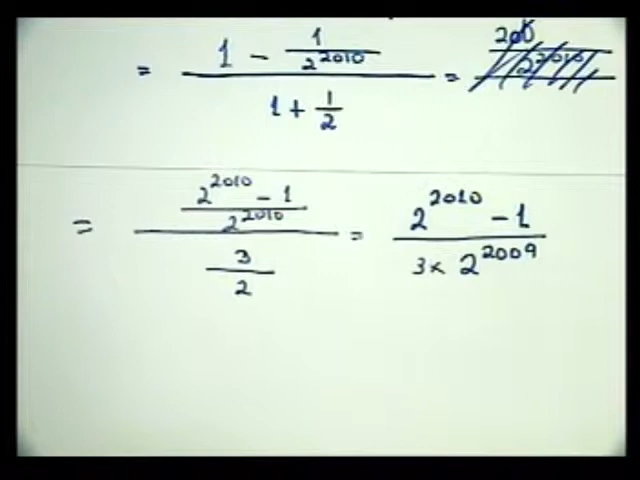 = (1 - 1/2^2010) / (1 + 1/2) =
= ((2^2010 - 1)/2^2010) / (3/2) = (2^2010 - 1) / (3 × 2^2009)